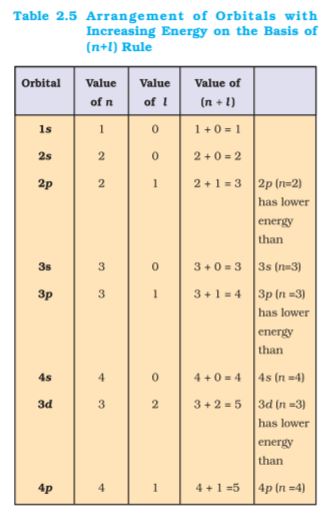 Table 2.5 Arrangement of Orbitals with
Increasing Energy on the Basis of
(n+l) Rule
Orbital Value of n Value of l Value of (n + l)
1s 1 0 1 + 0 = 1
2s 2 0 2 + 0 = 2
2p 2 1 2 + 1 = 3 2p (n=2)
has lower
energy
than
3s 3 0 3 + 0 = 3 3s (n=3)
3p 3 1 3 + 1 = 4 3p (n =3)
has lower
energy
than
4s 4 0 4 + 0 = 4 4s (n =4)
3d 3 2 3 + 2 = 5 3d (n =3)
has lower
energy
than
4p 4 1 4 + 1 =5 4p (n =4)